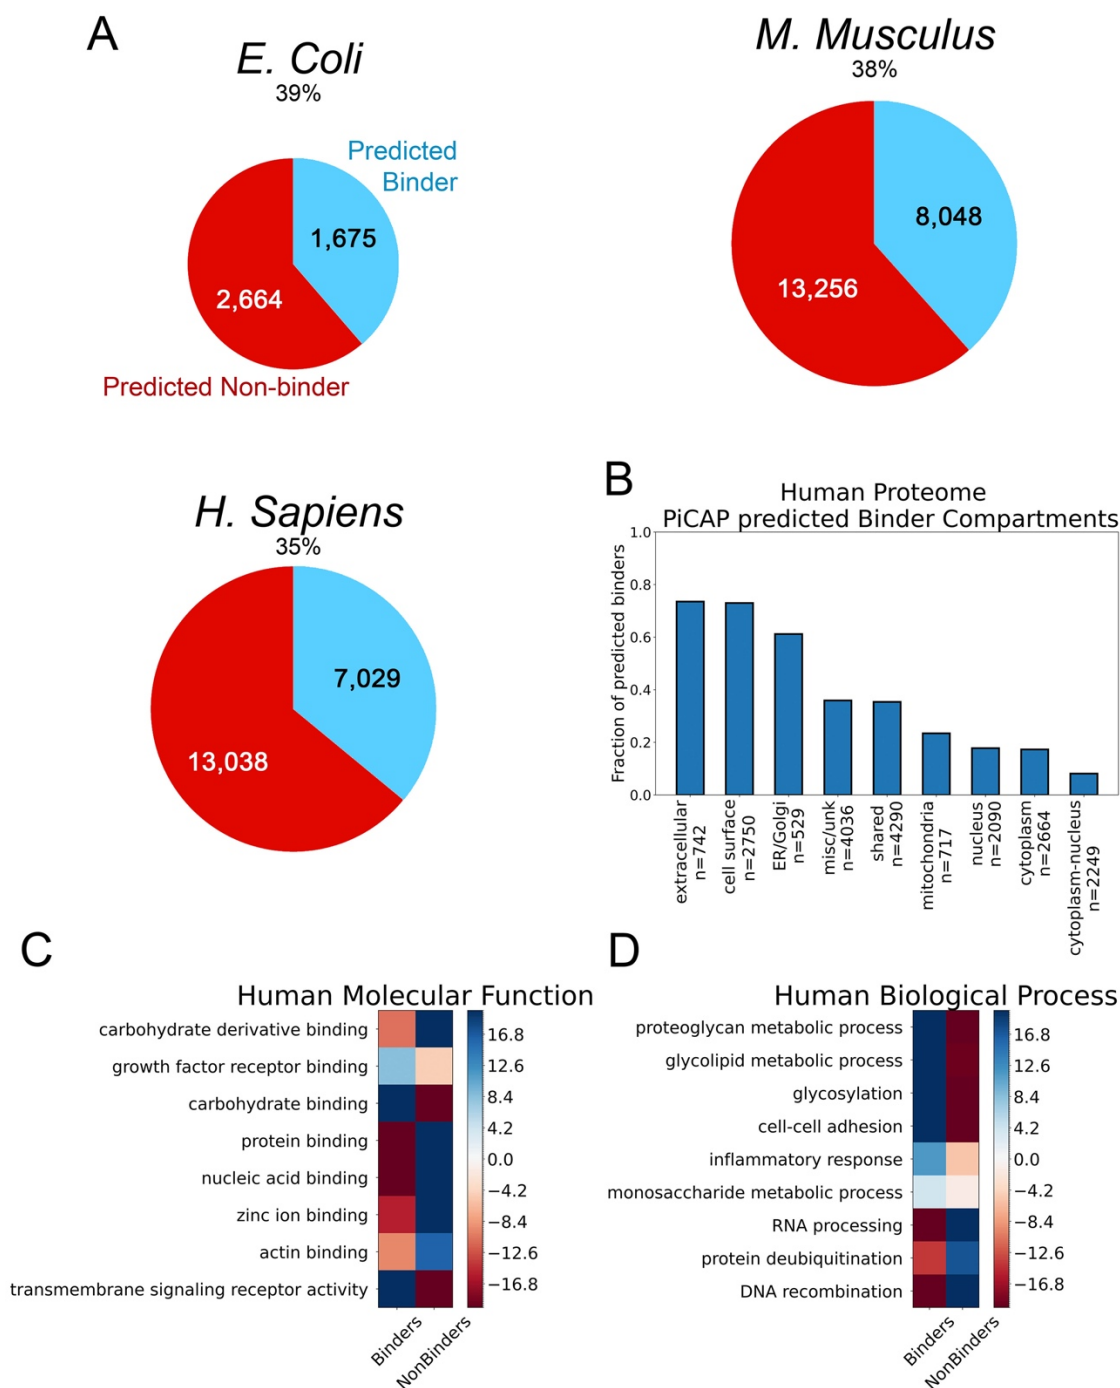 A
E. Coli
39%
Predicted
Binder
1,675
2,664
Predicted Non-binder
M. Musculus
38%
8,048
13,256
H. Sapiens
35%
7,029
13,038
B
Human Proteome
PiCAP predicted Binder Compartments
Fraction of predicted binders
1.0
0.8
0.6
0.4
0.2
0.0
extracellular
n=742
cell surface
n=2750
ER/Golgi
n=529
misc/unk
n=4036
shared
n=4290
mitochondria
n=717
nucleus
n=2090
cytoplasm
n=2664
cytoplasm-nucleus
n=2249
C
Human Molecular Function
carbohydrate derivative binding
growth factor receptor binding
carbohydrate binding
protein binding
nucleic acid binding
zinc ion binding
actin binding
transmembrane signaling receptor activity
Binders
NonBinders
16.8
12.6
8.4
4.2
0.0
−4.2
−8.4
−12.6
−16.8
D
Human Biological Process
proteoglycan metabolic process
glycolipid metabolic process
glycosylation
cell-cell adhesion
inflammatory response
monosaccharide metabolic process
RNA processing
protein deubiquitination
DNA recombination
Binders
NonBinders
16.8
12.6
8.4
4.2
0.0
−4.2
−8.4
−12.6
−16.8